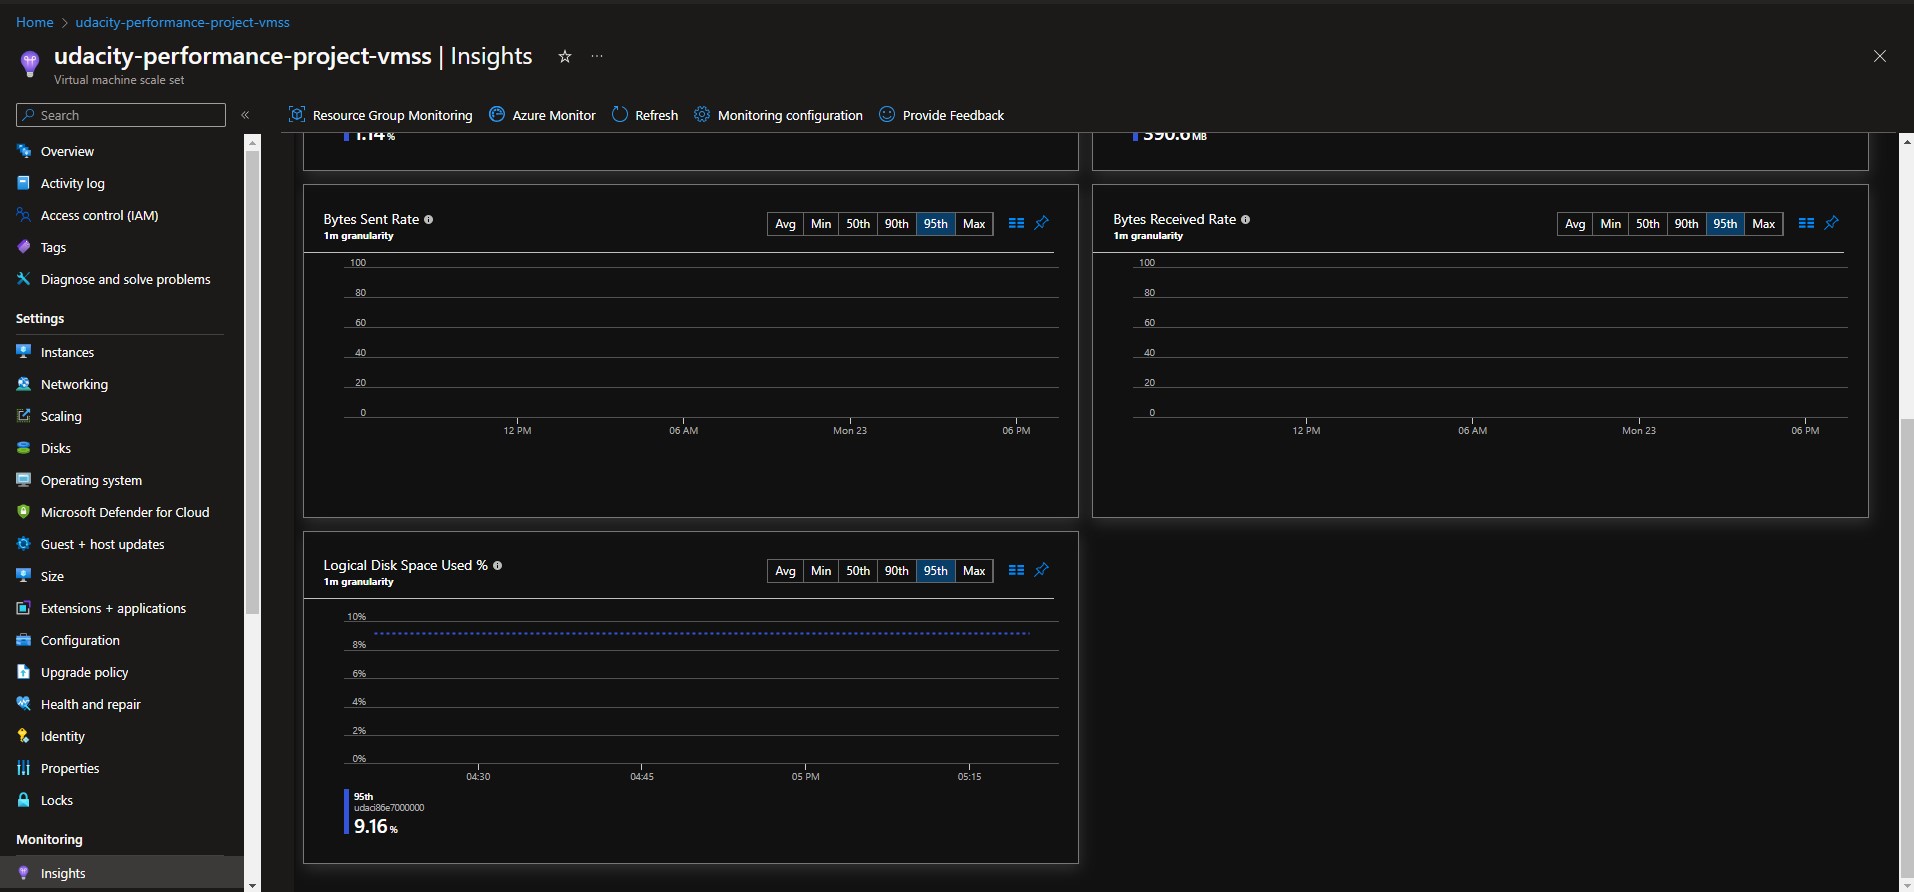 Home > udacity-performance-project-vmss
udacity-performance-project-vmss | Insights ☆ ···
Virtual machine scale set
Search «
Resource Group Monitoring Azure Monitor Refresh Monitoring configuration Provide Feedback
Overview
Activity log
Access control (IAM)
Tags
Diagnose and solve problems
Settings
Instances
Networking
Scaling
Disks
Operating system
Microsoft Defender for Cloud
Guest + host updates
Size
Extensions + applications
Configuration
Upgrade policy
Health and repair
Identity
Properties
Locks
Monitoring
Insights
1.14 %
390.6 MB
Bytes Sent Rate
1m granularity
Avg Min 50th 90th 95th Max
100
80
60
40
20
0
12 PM 06 AM Mon 23 06 PM
Bytes Received Rate
1m granularity
Avg Min 50th 90th 95th Max
100
80
60
40
20
0
12 PM 06 AM Mon 23 06 PM
Logical Disk Space Used %
1m granularity
Avg Min 50th 90th 95th Max
10%
8%
6%
4%
2%
0%
04:30 04:45 05 PM 05:15
95th
udaci86e7000000
9.16 %